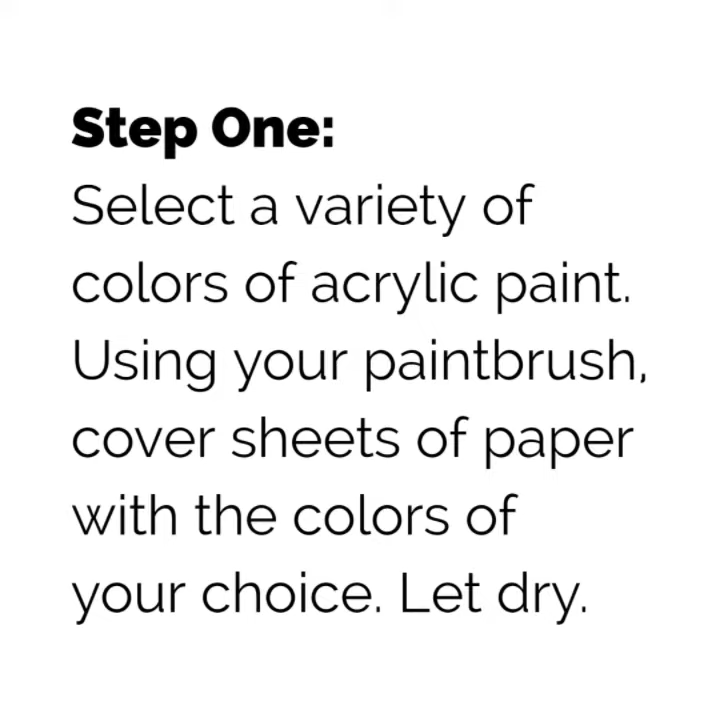 Step One:
Select a variety of
colors of acrylic paint.
Using your paintbrush,
cover sheets of paper
with the colors of
your choice. Let dry.